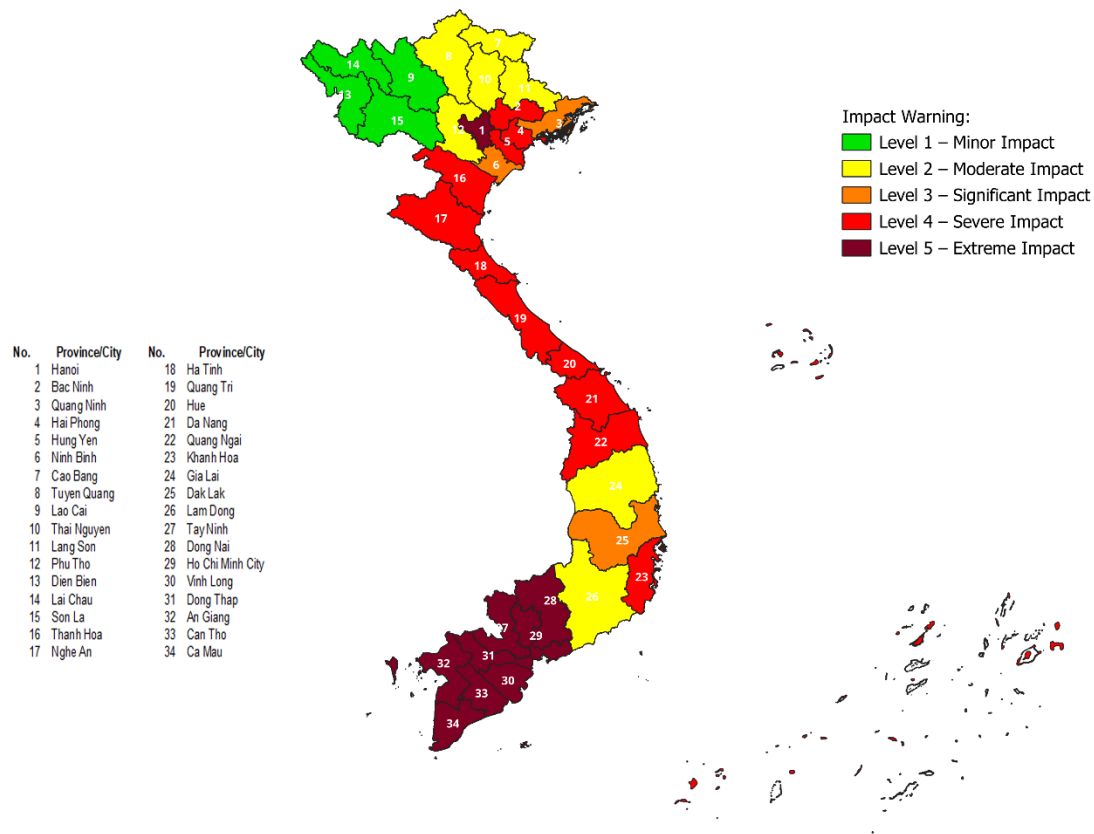 8
7
14
9
10
11
13
2
15
12
1
4
3
5
6
16
17
18
19
20
21
22
24
25
23
26
28
27
29
31
32
30
33
34
Impact Warning:
Level 1 – Minor Impact
Level 2 – Moderate Impact
Level 3 – Significant Impact
Level 4 – Severe Impact
Level 5 – Extreme Impact
No. Province/City No. Province/City
1 Hanoi 18 Ha Tinh
2 Bac Ninh 19 Quang Tri
3 Quang Ninh 20 Hue
4 Hai Phong 21 Da Nang
5 Hung Yen 22 Quang Ngai
6 Ninh Binh 23 Khanh Hoa
7 Cao Bang 24 Gia Lai
8 Tuyen Quang 25 Dak Lak
9 Lao Cai 26 Lam Dong
10 Thai Nguyen 27 Tay Ninh
11 Lang Son 28 Dong Nai
12 Phu Tho 29 Ho Chi Minh City
13 Dien Bien 30 Vinh Long
14 Lai Chau 31 Dong Thap
15 Son La 32 An Giang
16 Thanh Hoa 33 Can Tho
17 Nghe An 34 Ca Mau